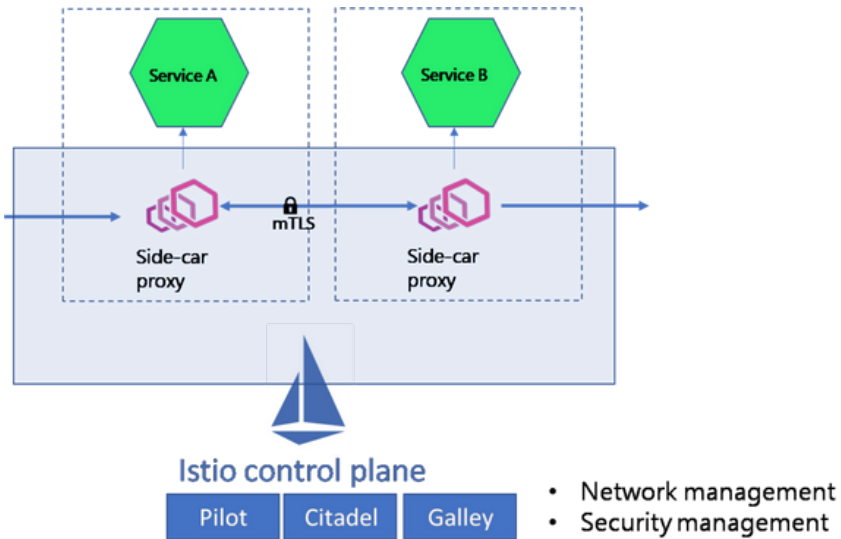 Service A
Service B
mTLS
Side-car
proxy
Side-car
proxy
Istio control plane
Pilot
Citadel
Galley
• Network management
• Security management